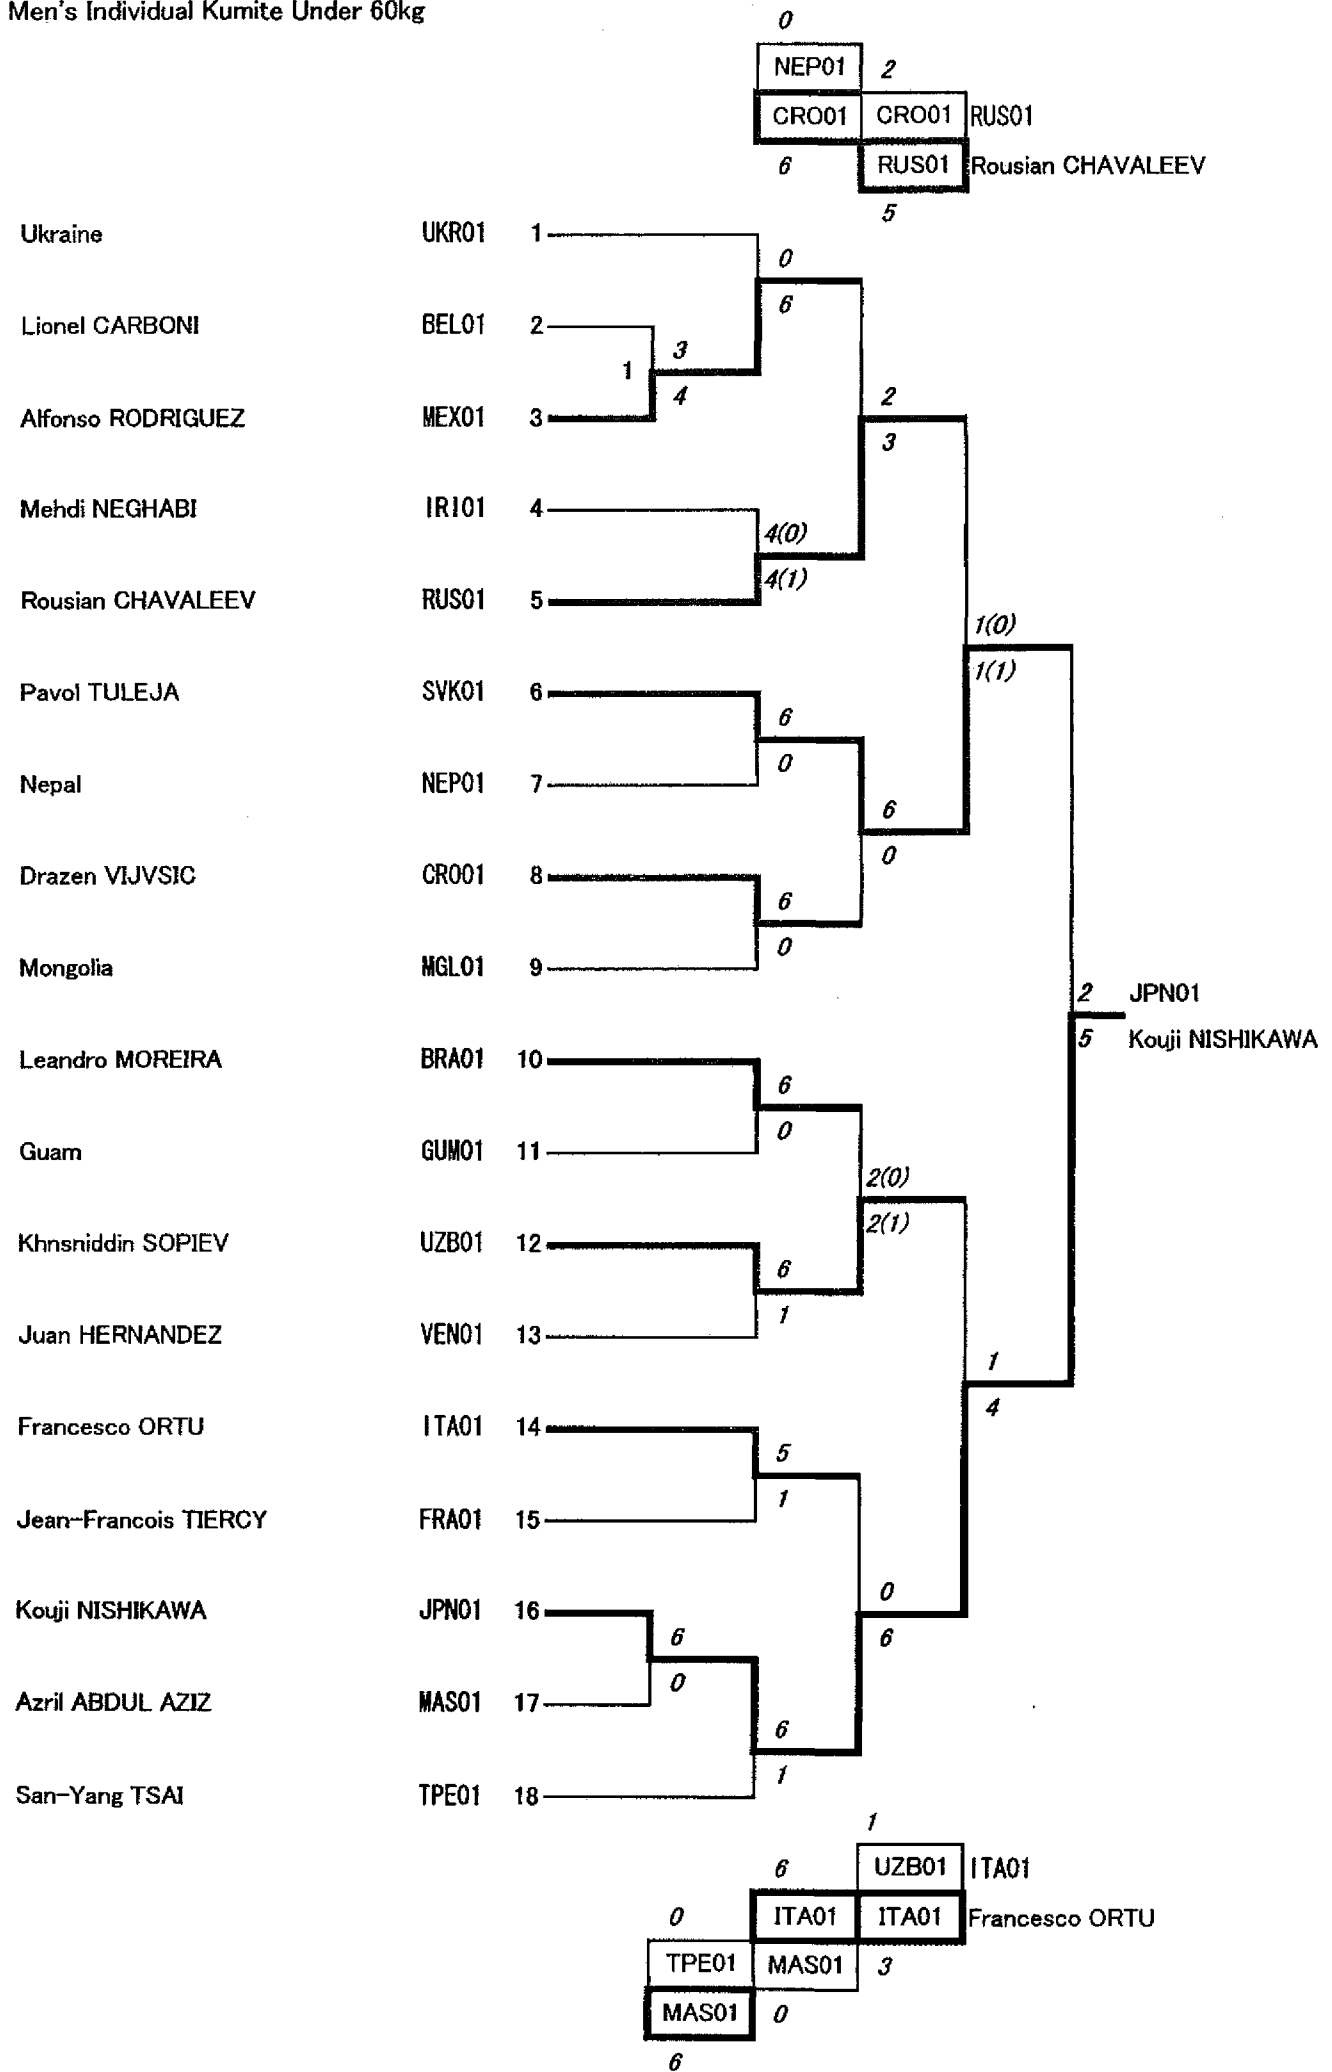 Men's Individual Kumite Under 60kg
0
NEP01 2
CRO01 CRO01 RUS01
6 RUS01 Rousian CHAVALEEV
5
Ukraine UKR01 1
0
6
Lionel CARBONI BEL01 2
3
1
4
Alfonso RODRIGUEZ MEX01 3
2
3
Mehdi NEGHABI IRI01 4
4(0)
4(1)
Rousian CHAVALEEV RUS01 5
1(0)
1(1)
Pavol TULEJA SVK01 6
6
0
Nepal NEP01 7
6
0
Drazen VIJVSIC CRO01 8
6
0
Mongolia MGL01 9
2 JPN01
5 Kouji NISHIKAWA
Leandro MOREIRA BRA01 10
6
0
Guam GUM01 11
2(0)
2(1)
Khnsniddin SOPIEV UZB01 12
6
1
Juan HERNANDEZ VEN01 13
1
4
Francesco ORTU ITA01 14
5
1
Jean-Francois TIERCY FRA01 15
0
6
Kouji NISHIKAWA JPN01 16
6
0
Azril ABDUL AZIZ MAS01 17
6
1
San-Yang TSAI TPE01 18
1
6 UZB01 ITA01
0 ITA01 ITA01 Francesco ORTU
TPE01 MAS01 3
MAS01 0
6